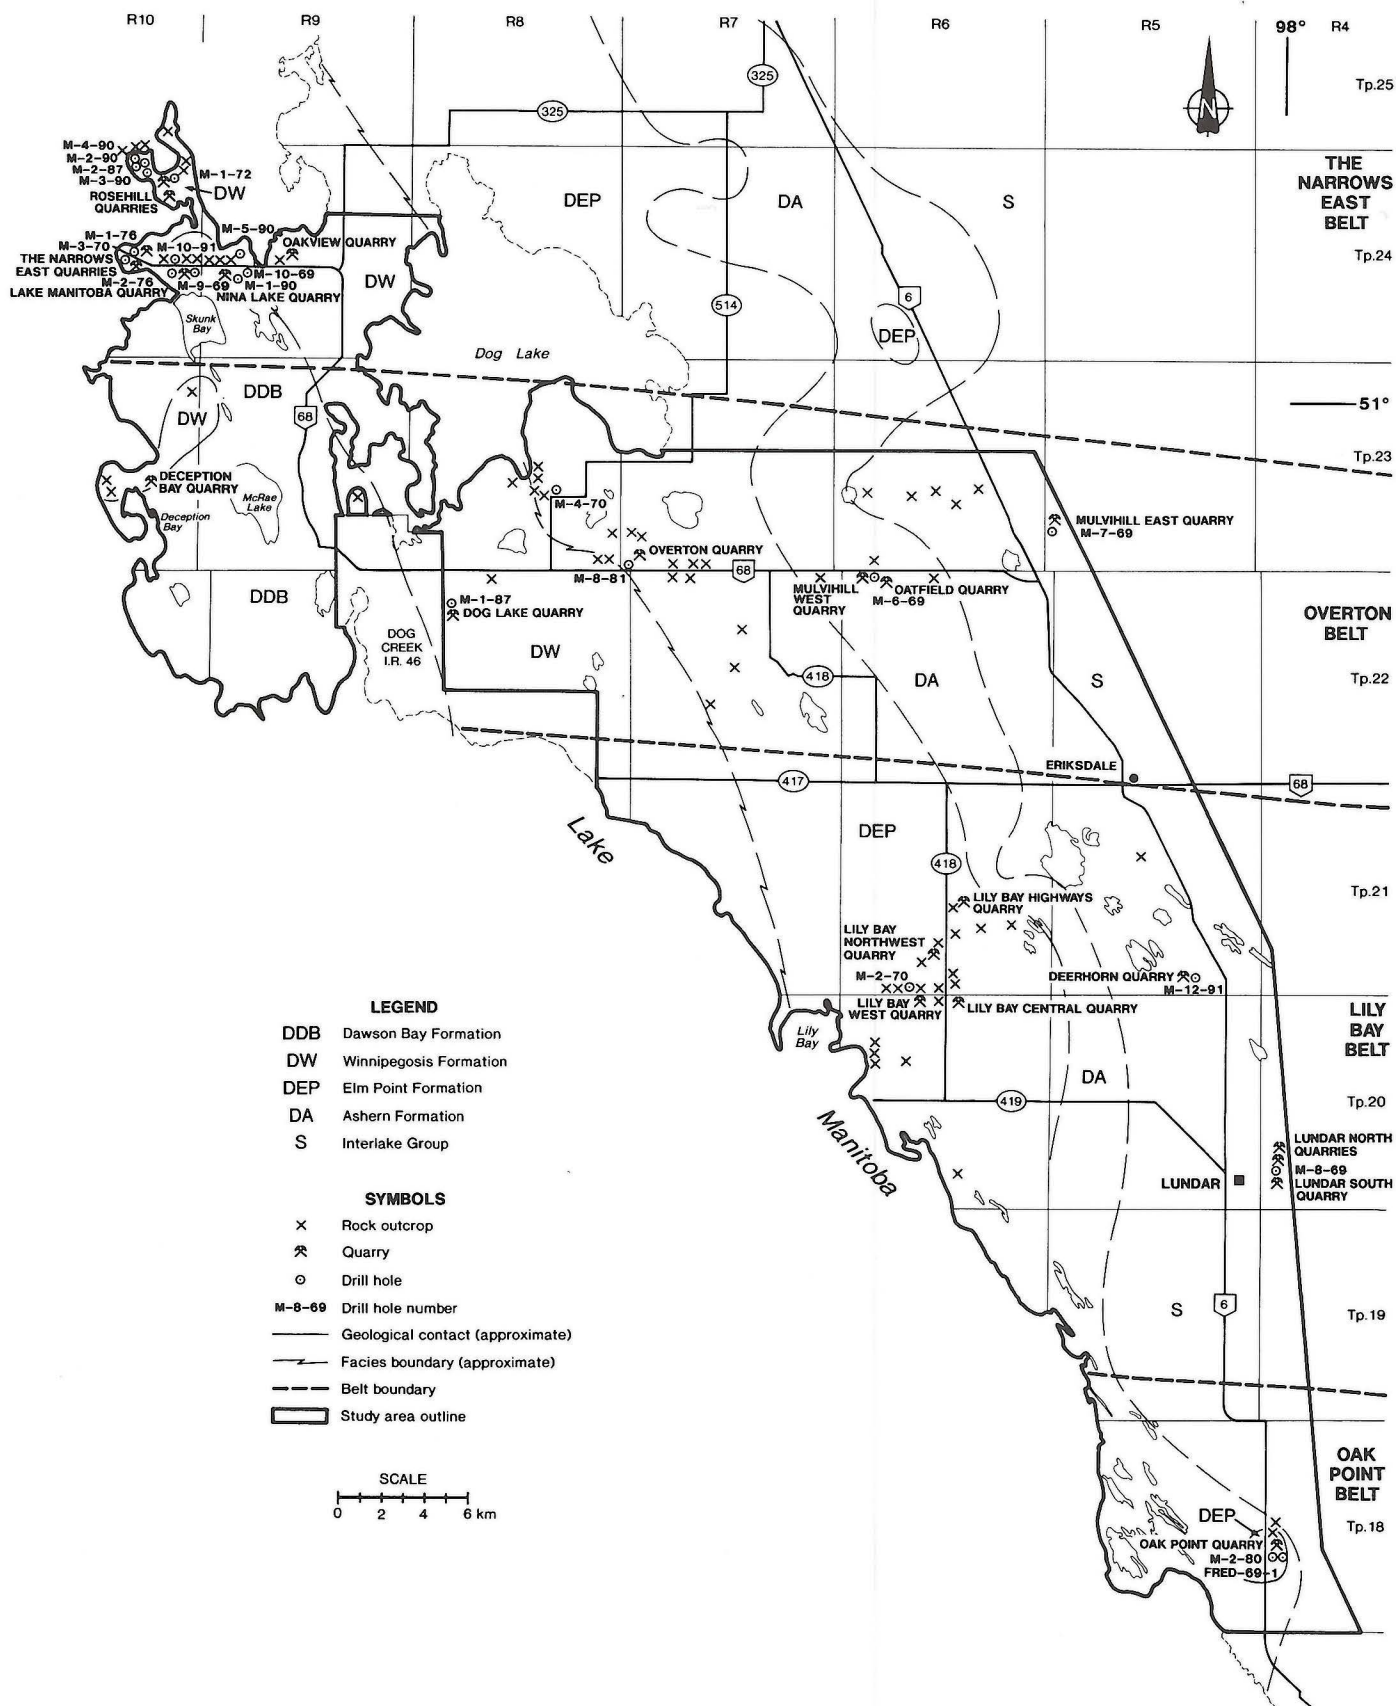 R10
R9
R8
R7
R6
R5
98°
R4
325
325
Tp.25
N
M-4-90
M-2-90
M-2-87
M-3-90
M-1-72
DW
ROSEHILL
QUARRIES
DEP
DA
S
THE
NARROWS
EAST
BELT
M-1-76
M-5-90
M-3-70
M-10-91
OAKVIEW QUARRY
THE NARROWS
EAST QUARRIES
M-10-69
M-2-76
M-9-69
M-1-90
LAKE MANITOBA QUARRY
NINA LAKE QUARRY
DW
Tp.24
6
514
Skunk
Bay
DEP
Dog Lake
DDB
DW
68
51°
Tp.23
DECEPTION
BAY QUARRY
McRae
Lake
Deception
Bay
M-4-70
MULVIHILL EAST QUARRY
M-7-69
OVERTON QUARRY
M-8-81
68
MULVIHILL
WEST
QUARRY
OATFIELD QUARRY
M-6-69
DDB
M-1-87
DOG LAKE QUARRY
DOG
CREEK
I.R. 46
DW
OVERTON
BELT
418
DA
S
Tp.22
ERIKSDALE
417
68
Lake
DEP
418
LILY BAY HIGHWAYS
QUARRY
Tp.21
LILY BAY
NORTHWEST
QUARRY
M-2-70
DEERHORN QUARRY
M-12-91
LILY BAY
WEST QUARRY
LILY BAY CENTRAL QUARRY
LILY
BAY
BELT
Lily
Bay
DA
419
Tp.20
Manitoba
LUNDAR NORTH
QUARRIES
M-8-69
LUNDAR SOUTH
QUARRY
LUNDAR
S
6
Tp.19
OAK
POINT
BELT
DEP
Tp.18
OAK POINT QUARRY
M-2-80
FRED-69-1
LEGEND
DDB Dawson Bay Formation
DW Winnipegosis Formation
DEP Elm Point Formation
DA Ashern Formation
S Interlake Group
SYMBOLS
Rock outcrop
Quarry
Drill hole
M-8-69 Drill hole number
Geological contact (approximate)
Facies boundary (approximate)
Belt boundary
Study area outline
SCALE
0 2 4 6 km